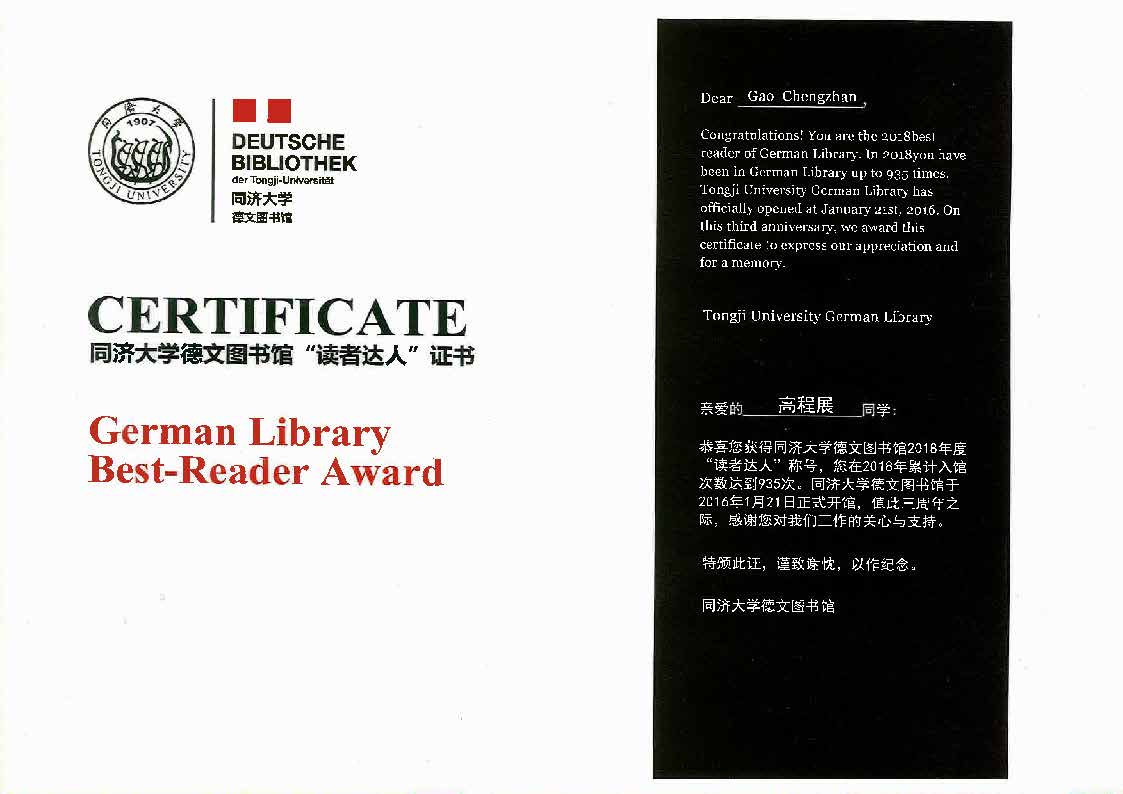 同济大学
1907
TONGJI UNIVERSITY
DEUTSCHE
BIBLIOTHEK
der Tongji-Universität
同济大学
德文图书馆
CERTIFICATE
同济大学德文图书馆“读者达人”证书
German Library
Best-Reader Award
Dear Gao Chengzhan,
Congratulations! You are the 2018best
reader of German Library. In 2018you have
been in German Library up to 935 times.
Tongji University German Library has
officially opened at January 21st, 2016. On
this third anniversary, we award this
certificate to express our appreciation and
for a memory.
Tongji University German Library
亲爱的 高程展 同学：
恭喜您获得同济大学德文图书馆2018年度
“读者达人”称号，您在2018年累计入馆
次数达到935次。同济大学德文图书馆于
2016年1月21日正式开馆，值此三周年之
际，感谢您对我们工作的关心与支持。
特颁此证，谨致谢忱，以作纪念。
同济大学德文图书馆